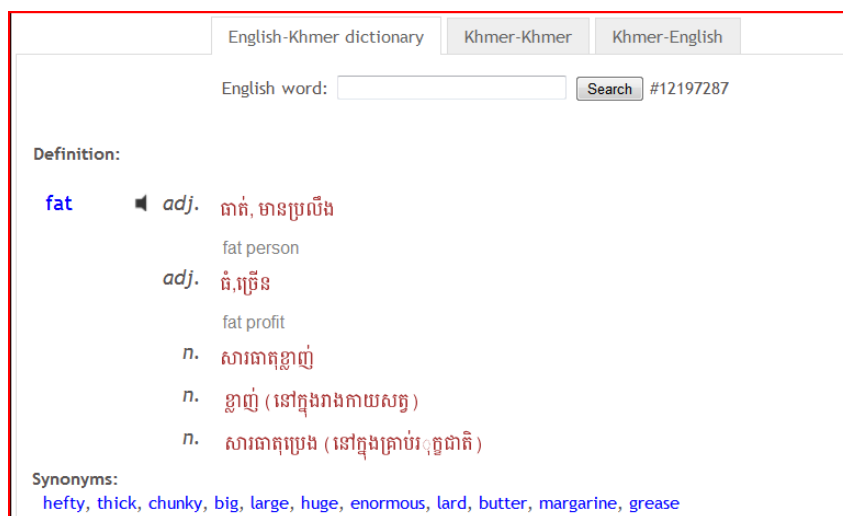 English-Khmer dictionary Khmer-Khmer Khmer-English
English word: Search #12197287
Definition:
fat adj. ធាត់, មានប្រលឹង
fat person
adj. ធំ,ច្រើន
fat profit
n. សារធាតុខ្លាញ់
n. ខ្លាញ់ (នៅក្នុងរាងកាយសត្វ)
n. សារធាតុប្រេង (នៅក្នុងគ្រាប់រុក្ខជាតិ)
Synonyms:
hefty, thick, chunky, big, large, huge, enormous, lard, butter, margarine, grease